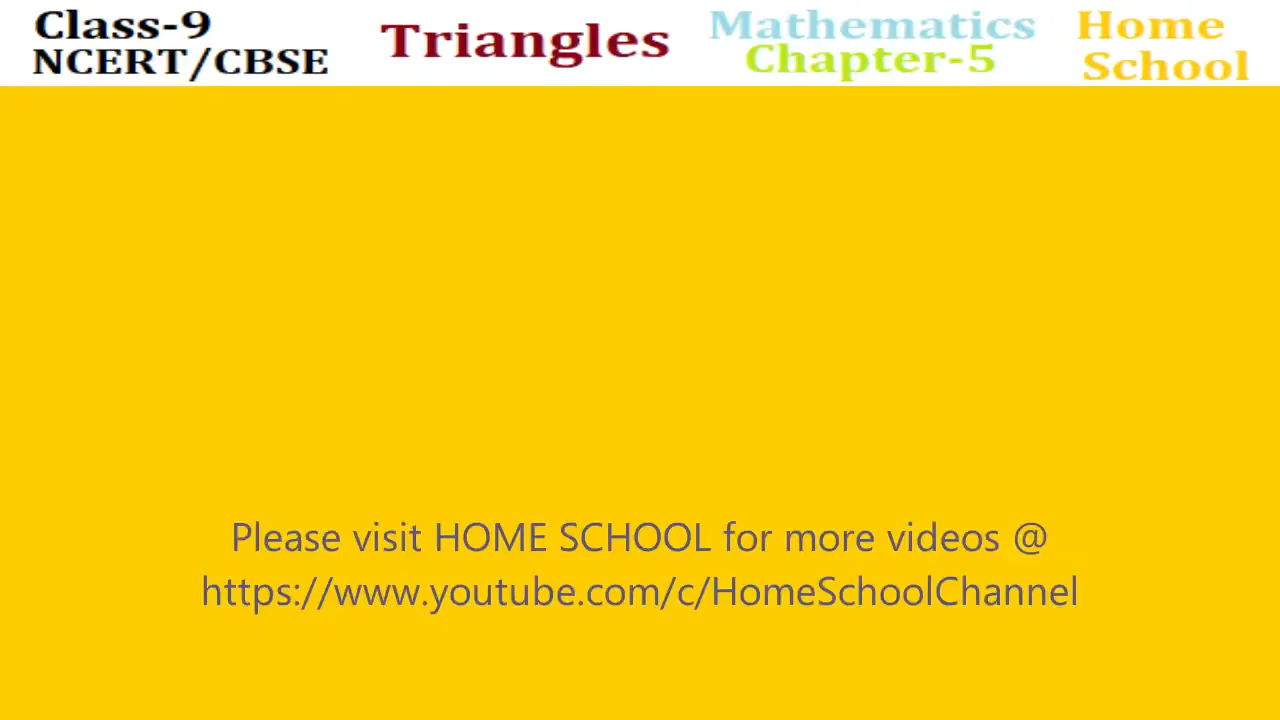 Class-9
NCERT/CBSE
Triangles
Mathematics
Chapter-5
Home
School
Please visit HOME SCHOOL for more videos @
https://www.youtube.com/c/HomeSchoolChannel